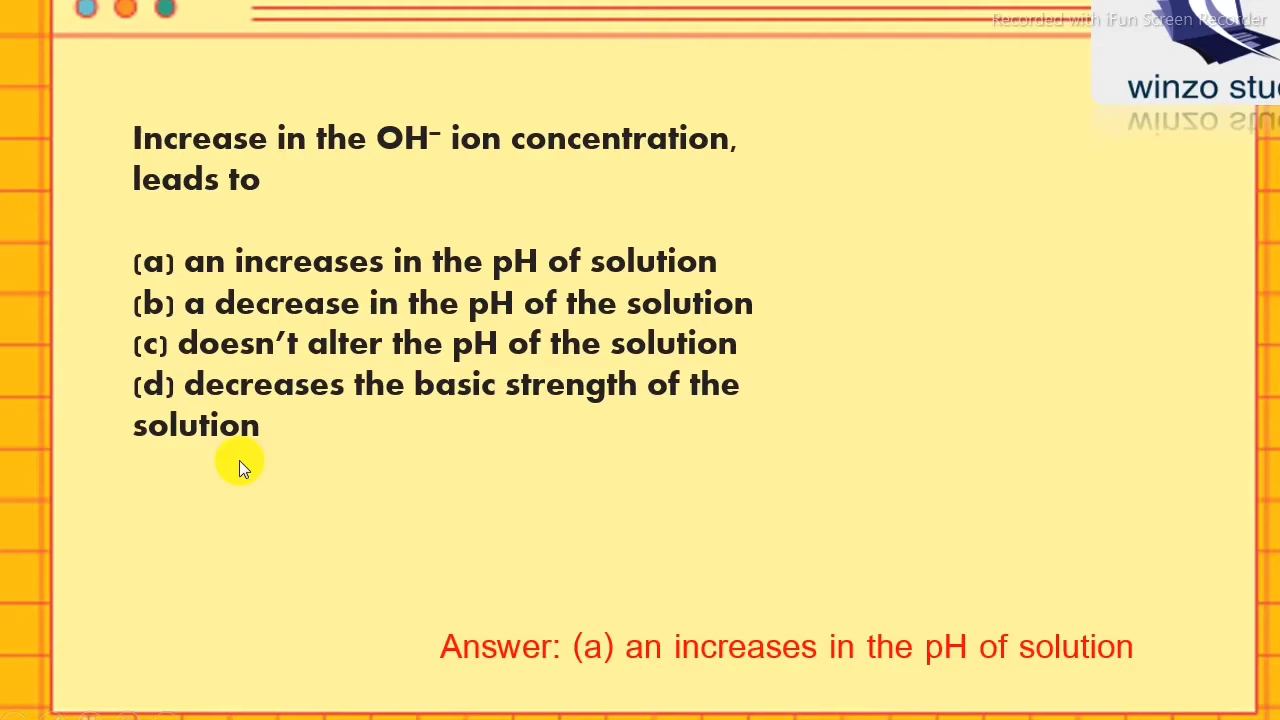 Recorded with iFun Screen Recorder
winzo stu
Increase in the OH⁻ ion concentration,
leads to
(a) an increases in the pH of solution
(b) a decrease in the pH of the solution
(c) doesn’t alter the pH of the solution
(d) decreases the basic strength of the
solution
Answer: (a) an increases in the pH of solution